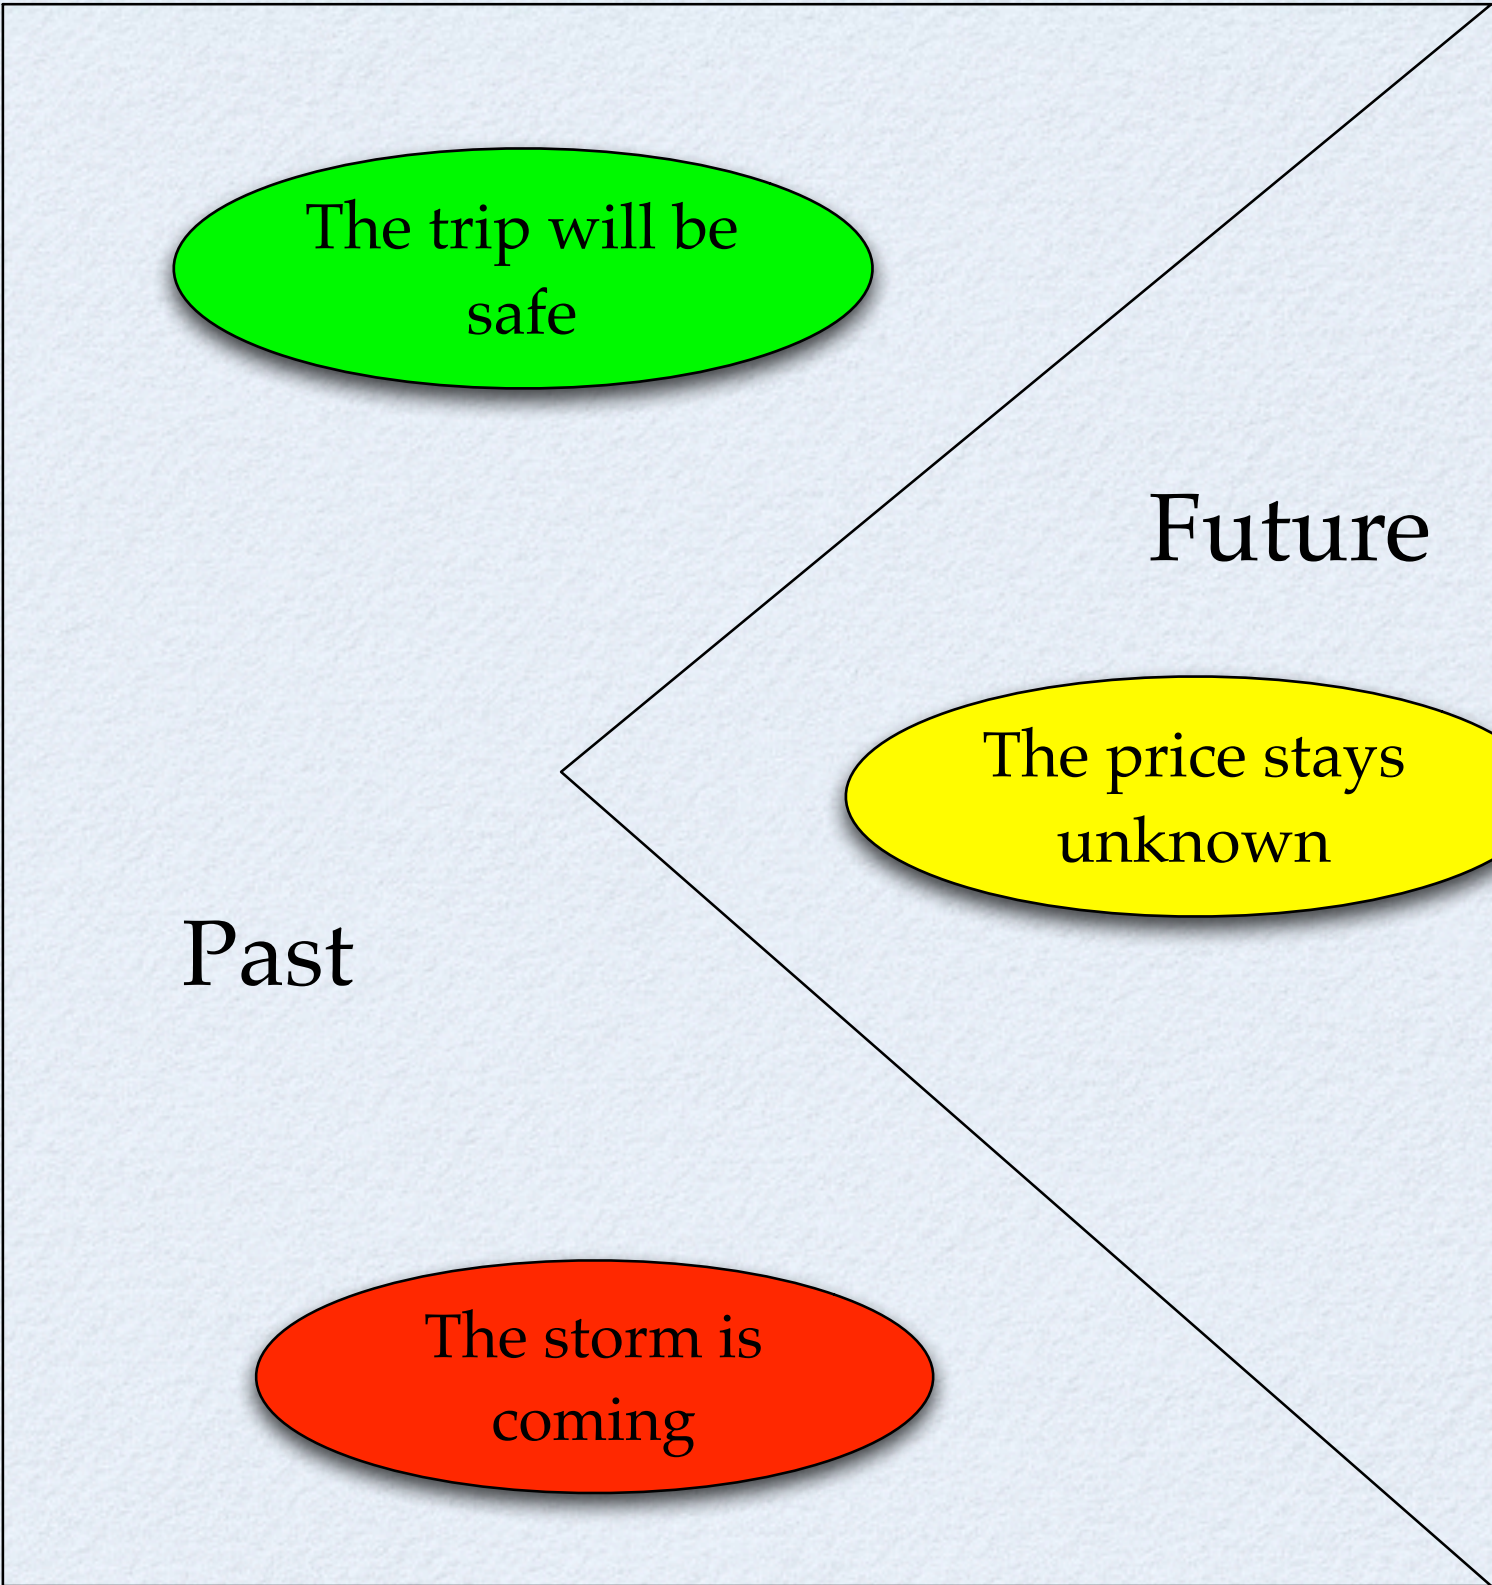 The trip will be
safe
Future
The price stays
unknown
Past
The storm is
coming